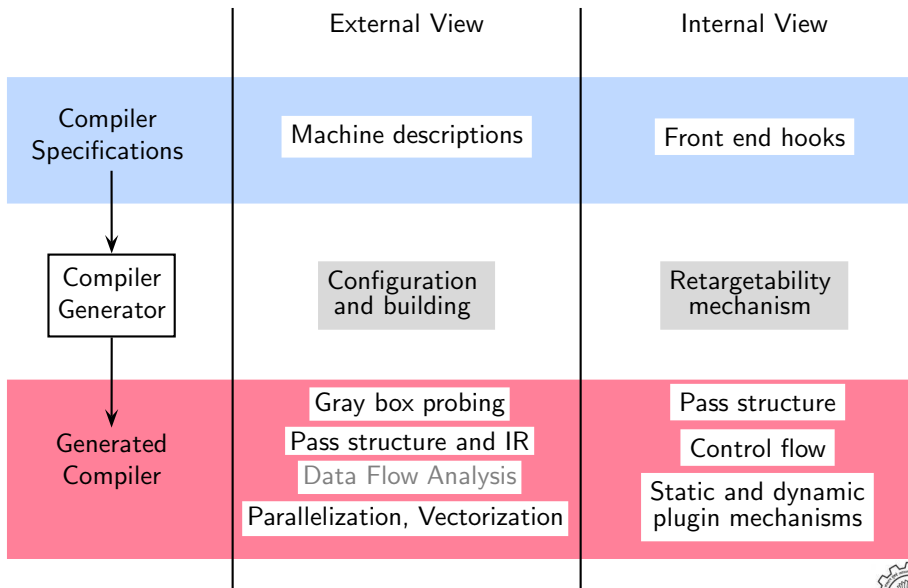 External View
Internal View
Compiler
Specifications
Machine descriptions
Front end hooks
Compiler
Generator
Configuration
and building
Retargetability
mechanism
Generated
Compiler
Gray box probing
Pass structure and IR
Data Flow Analysis
Parallelization, Vectorization
Pass structure
Control flow
Static and dynamic
plugin mechanisms